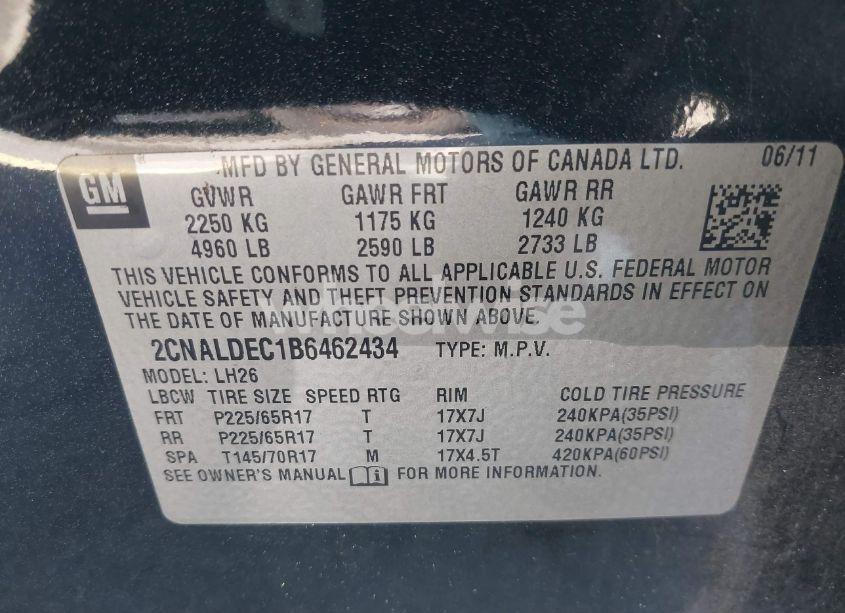 GM
MFD BY GENERAL MOTORS OF CANADA LTD. 06/11
GVWR GAWR FRT GAWR RR
2250 KG 1175 KG 1240 KG
4960 LB 2590 LB 2733 LB
THIS VEHICLE CONFORMS TO ALL APPLICABLE U.S. FEDERAL MOTOR
VEHICLE SAFETY AND THEFT PREVENTION STANDARDS IN EFFECT ON
THE DATE OF MANUFACTURE SHOWN ABOVE.
2CNALDEC1B6462434 TYPE: M.P.V.
MODEL: LH26
LBCW TIRE SIZE SPEED RTG RIM COLD TIRE PRESSURE
FRT P225/65R17 T 17X7J 240KPA(35PSI)
RR P225/65R17 T 17X7J 240KPA(35PSI)
SPA T145/70R17 M 17X4.5T 420KPA(60PSI)
SEE OWNER'S MANUAL FOR MORE INFORMATION.